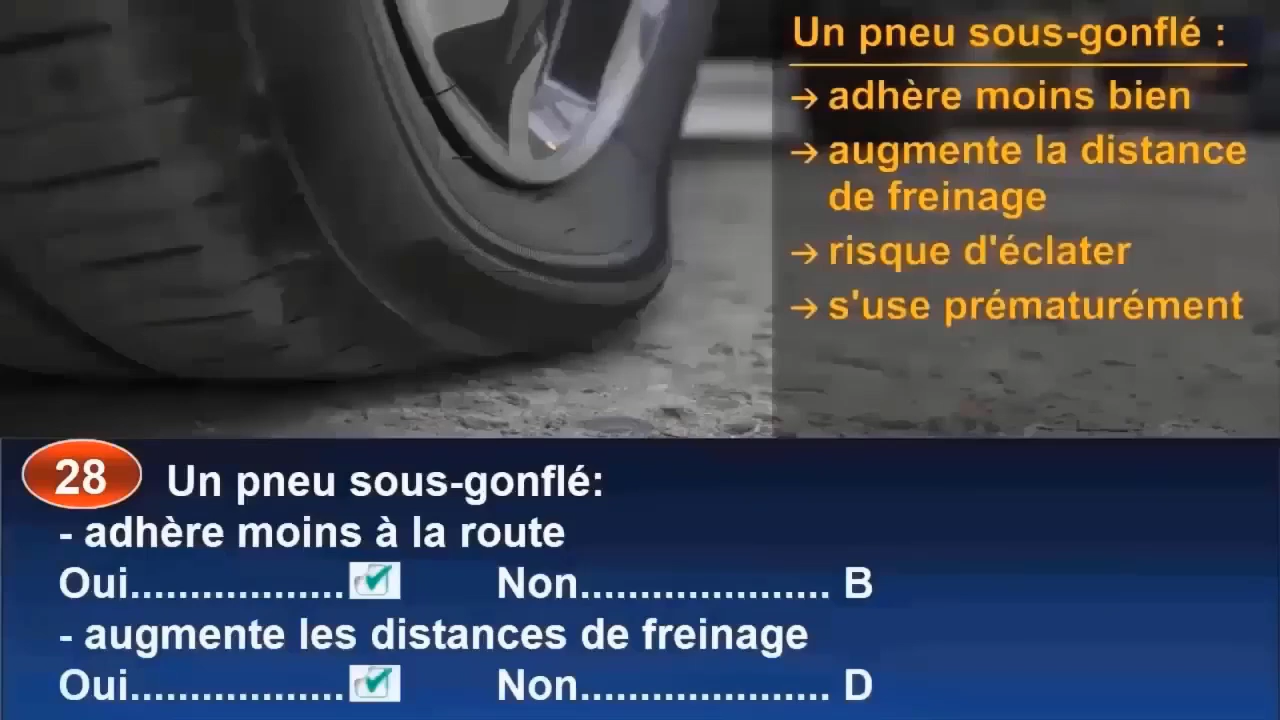 Un pneu sous-gonflé :
→ adhère moins bien
→ augmente la distance
de freinage
→ risque d'éclater
→ s'use prématurément
28 Un pneu sous-gonflé:
- adhère moins à la route
Oui.................. Non..................... B
- augmente les distances de freinage
Oui.................. Non..................... D